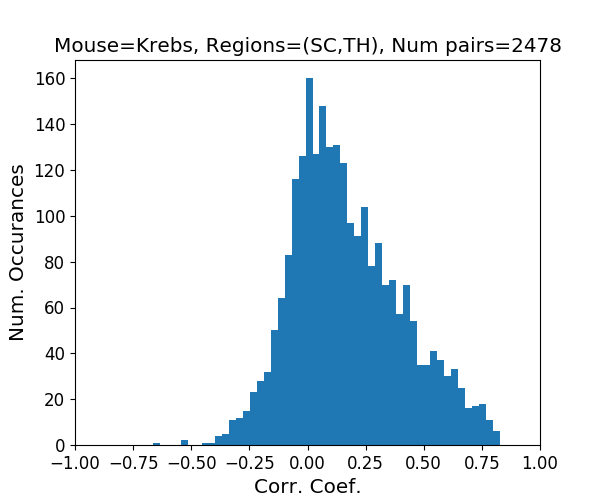 Mouse=Krebs, Regions=(SC,TH), Num pairs=2478
160
140
120
100
80
60
40
20
0
Num. Occurances
−1.00 −0.75 −0.50 −0.25 0.00 0.25 0.50 0.75 1.00
Corr. Coef.